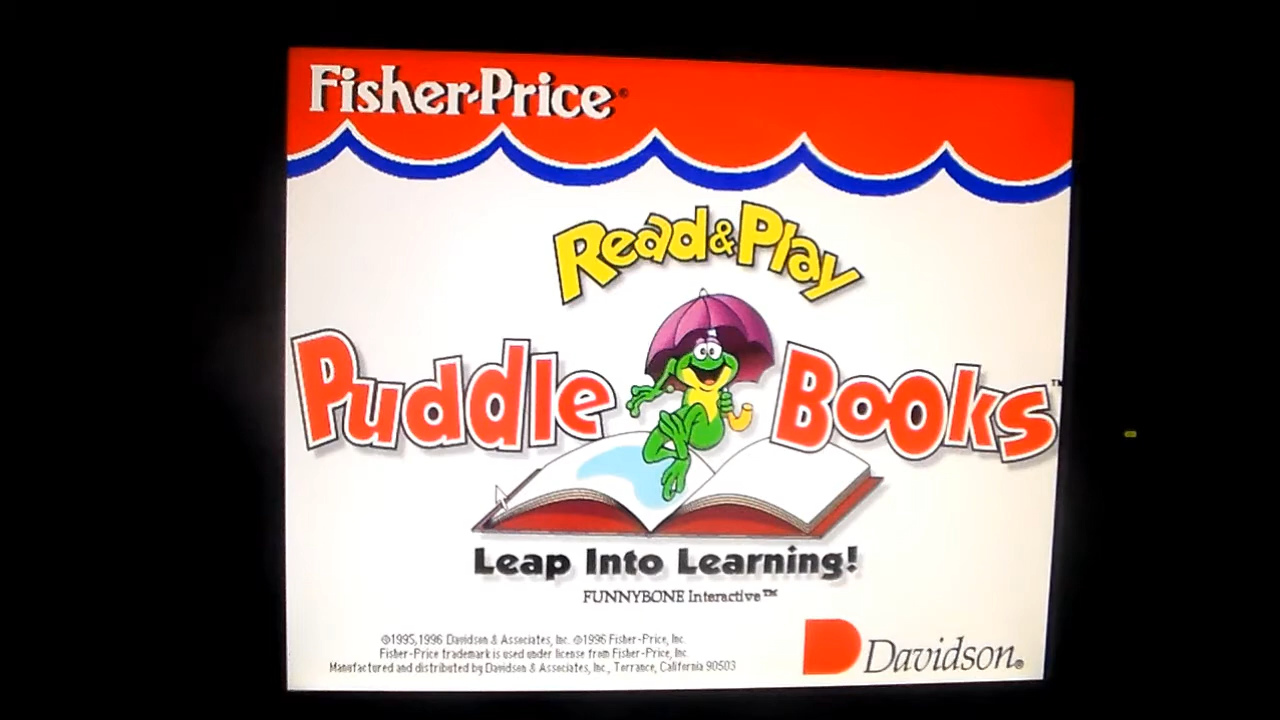 Fisher-Price®
Read & Play
Puddle Books™
Leap Into Learning!
FUNNYBONE Interactive™
©1995,1996 Davidson & Associates, Inc. ©1996 Fisher-Price, Inc.
Fisher-Price trademark is used under license from Fisher-Price, Inc.
Manufactured and distributed by Davidson & Associates, Inc., Torrance, California 90503
Davidson®